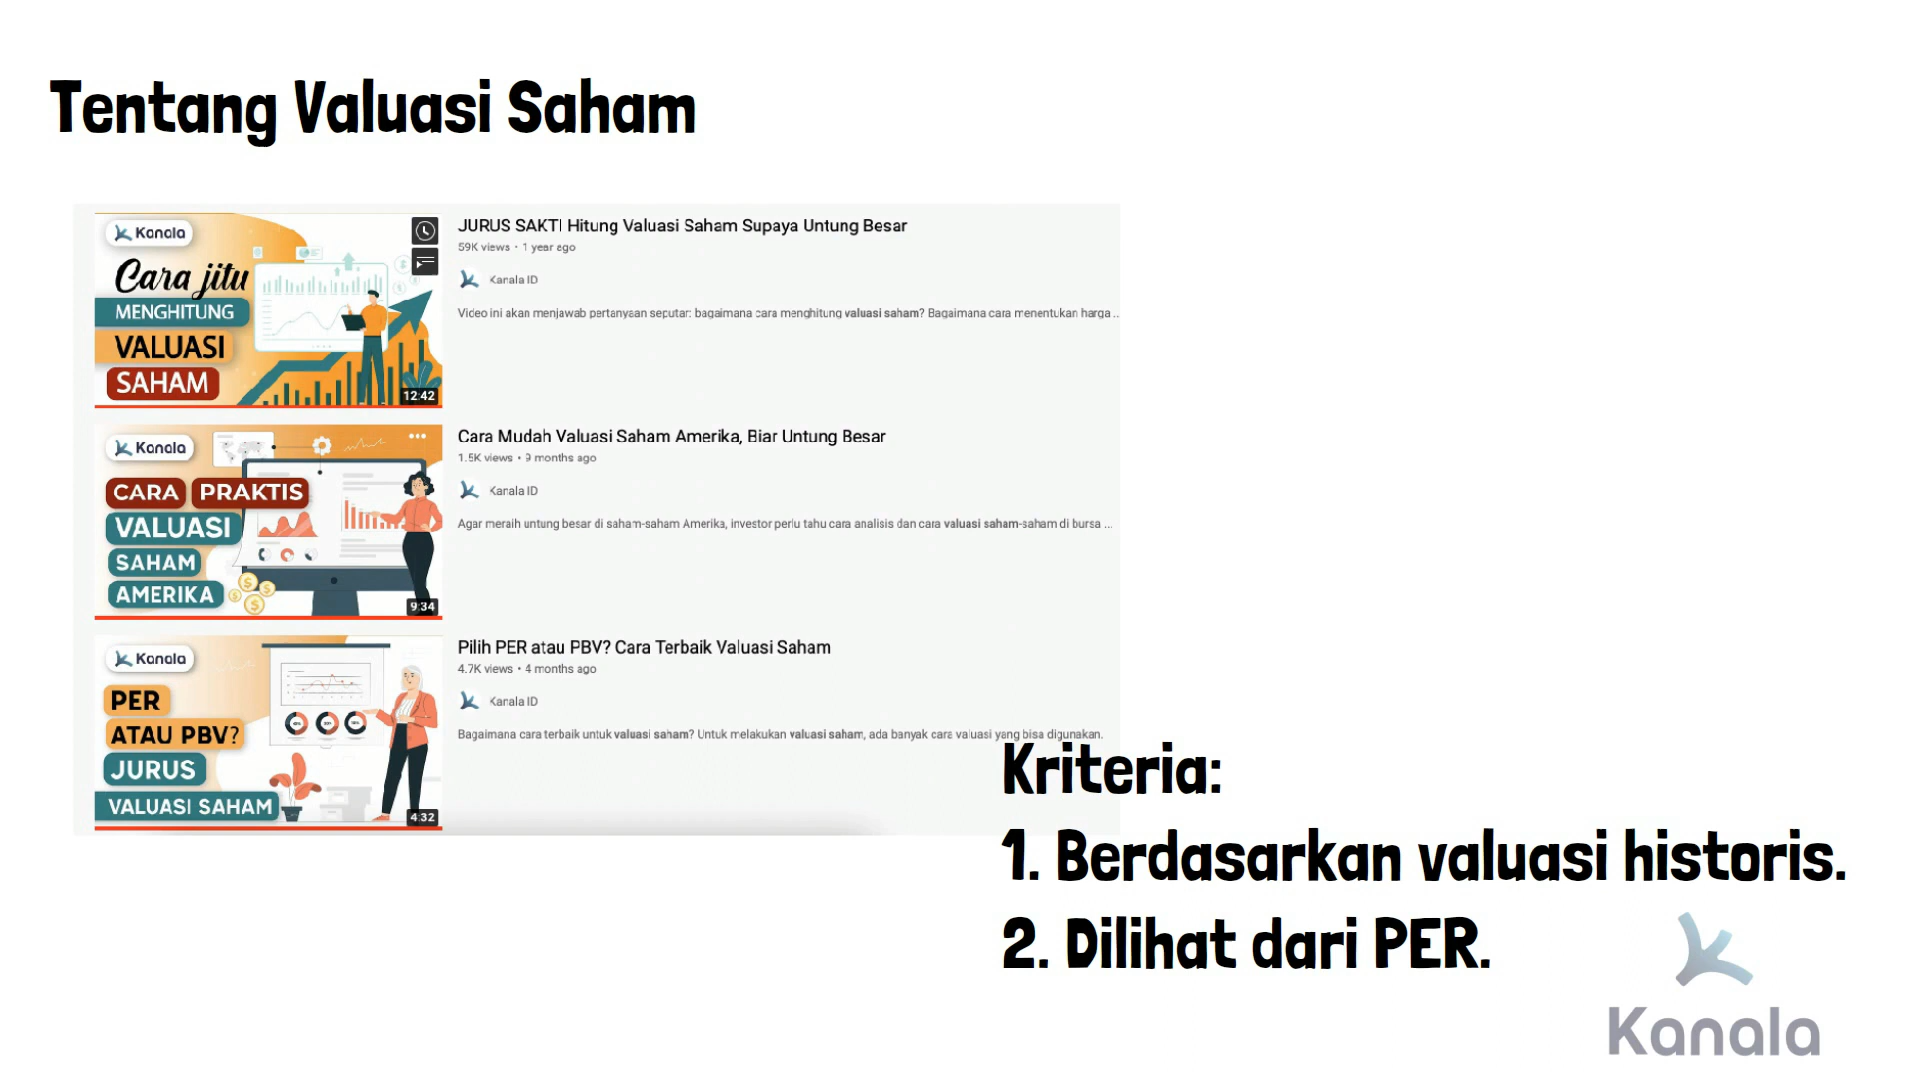 Tentang Valuasi Saham
Kanala
Cara jitu
MENGHITUNG
VALUASI
SAHAM
12:42
JURUS SAKTI Hitung Valuasi Saham Supaya Untung Besar
59K views • 1 year ago
Kanala ID
Video ini akan menjawab pertanyaan seputar: bagaimana cara menghitung valuasi saham? Bagaimana cara menentukan harga ...
Kanala
CARA PRAKTIS
VALUASI
SAHAM
AMERIKA
9:34
Cara Mudah Valuasi Saham Amerika, Biar Untung Besar
1.5K views • 9 months ago
Kanala ID
Agar meraih untung besar di saham-saham Amerika, investor perlu tahu cara analisis dan cara valuasi saham-saham di bursa ...
Kanala
PER
ATAU PBV?
JURUS
VALUASI SAHAM
4:32
Pilih PER atau PBV? Cara Terbaik Valuasi Saham
4.7K views • 4 months ago
Kanala ID
Bagaimana cara terbaik untuk valuasi saham? Untuk melakukan valuasi saham, ada banyak cara valuasi yang bisa digunakan.
Kriteria:
1. Berdasarkan valuasi historis.
2. Dilihat dari PER.
Kanala